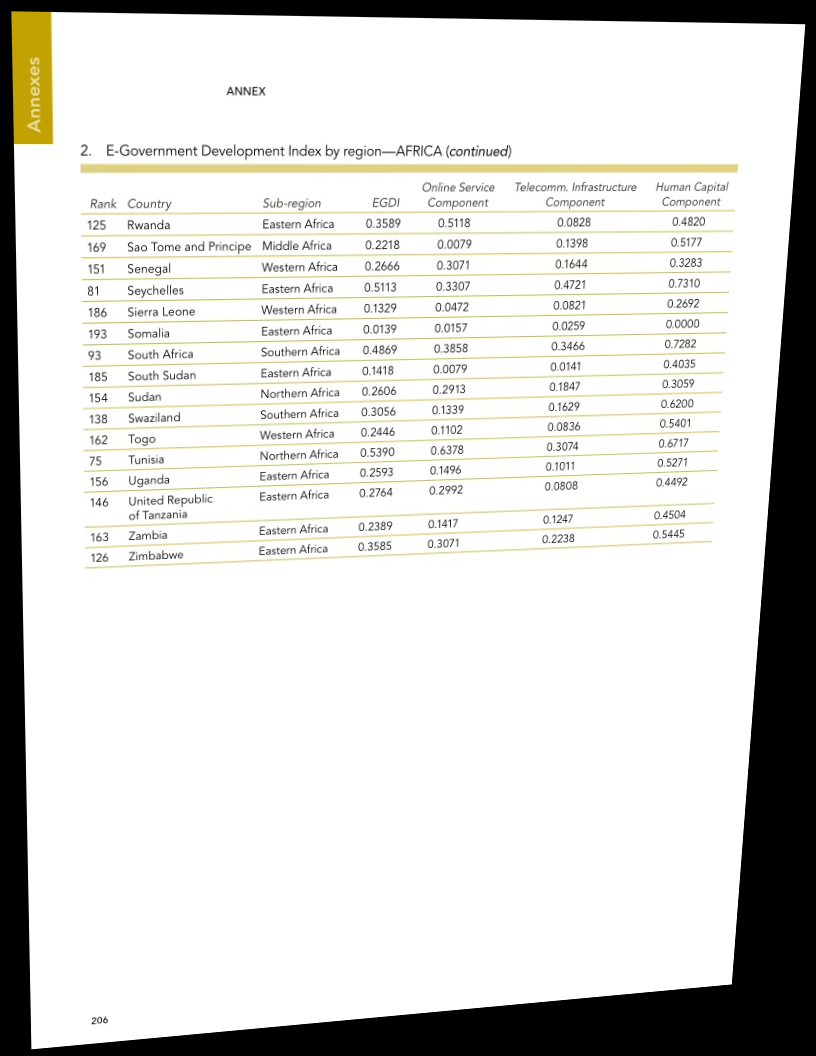 Annexes
ANNEX
2. E-Government Development Index by region—AFRICA (continued)
Online Service Telecomm. Infrastructure Human Capital
Rank Country Sub-region EGDI Component Component Component
125 Rwanda Eastern Africa 0.3589 0.5118 0.0828 0.4820
169 Sao Tome and Principe Middle Africa 0.2218 0.0079 0.1398 0.5177
151 Senegal Western Africa 0.2666 0.3071 0.1644 0.3283
81 Seychelles Eastern Africa 0.5113 0.3307 0.4721 0.7310
186 Sierra Leone Western Africa 0.1329 0.0472 0.0821 0.2692
193 Somalia Eastern Africa 0.0139 0.0157 0.0259 0.0000
93 South Africa Southern Africa 0.4869 0.3858 0.3466 0.7282
185 South Sudan Eastern Africa 0.1418 0.0079 0.0141 0.4035
154 Sudan Northern Africa 0.2606 0.2913 0.1847 0.3059
138 Swaziland Southern Africa 0.3056 0.1339 0.1629 0.6200
162 Togo Western Africa 0.2446 0.1102 0.0836 0.5401
75 Tunisia Northern Africa 0.5390 0.6378 0.3074 0.6717
156 Uganda Eastern Africa 0.2593 0.1496 0.1011 0.5271
146 United Republic Eastern Africa 0.2764 0.2992 0.0808 0.4492
of Tanzania
163 Zambia Eastern Africa 0.2389 0.1417 0.1247 0.4504
126 Zimbabwe Eastern Africa 0.3585 0.3071 0.2238 0.5445
206